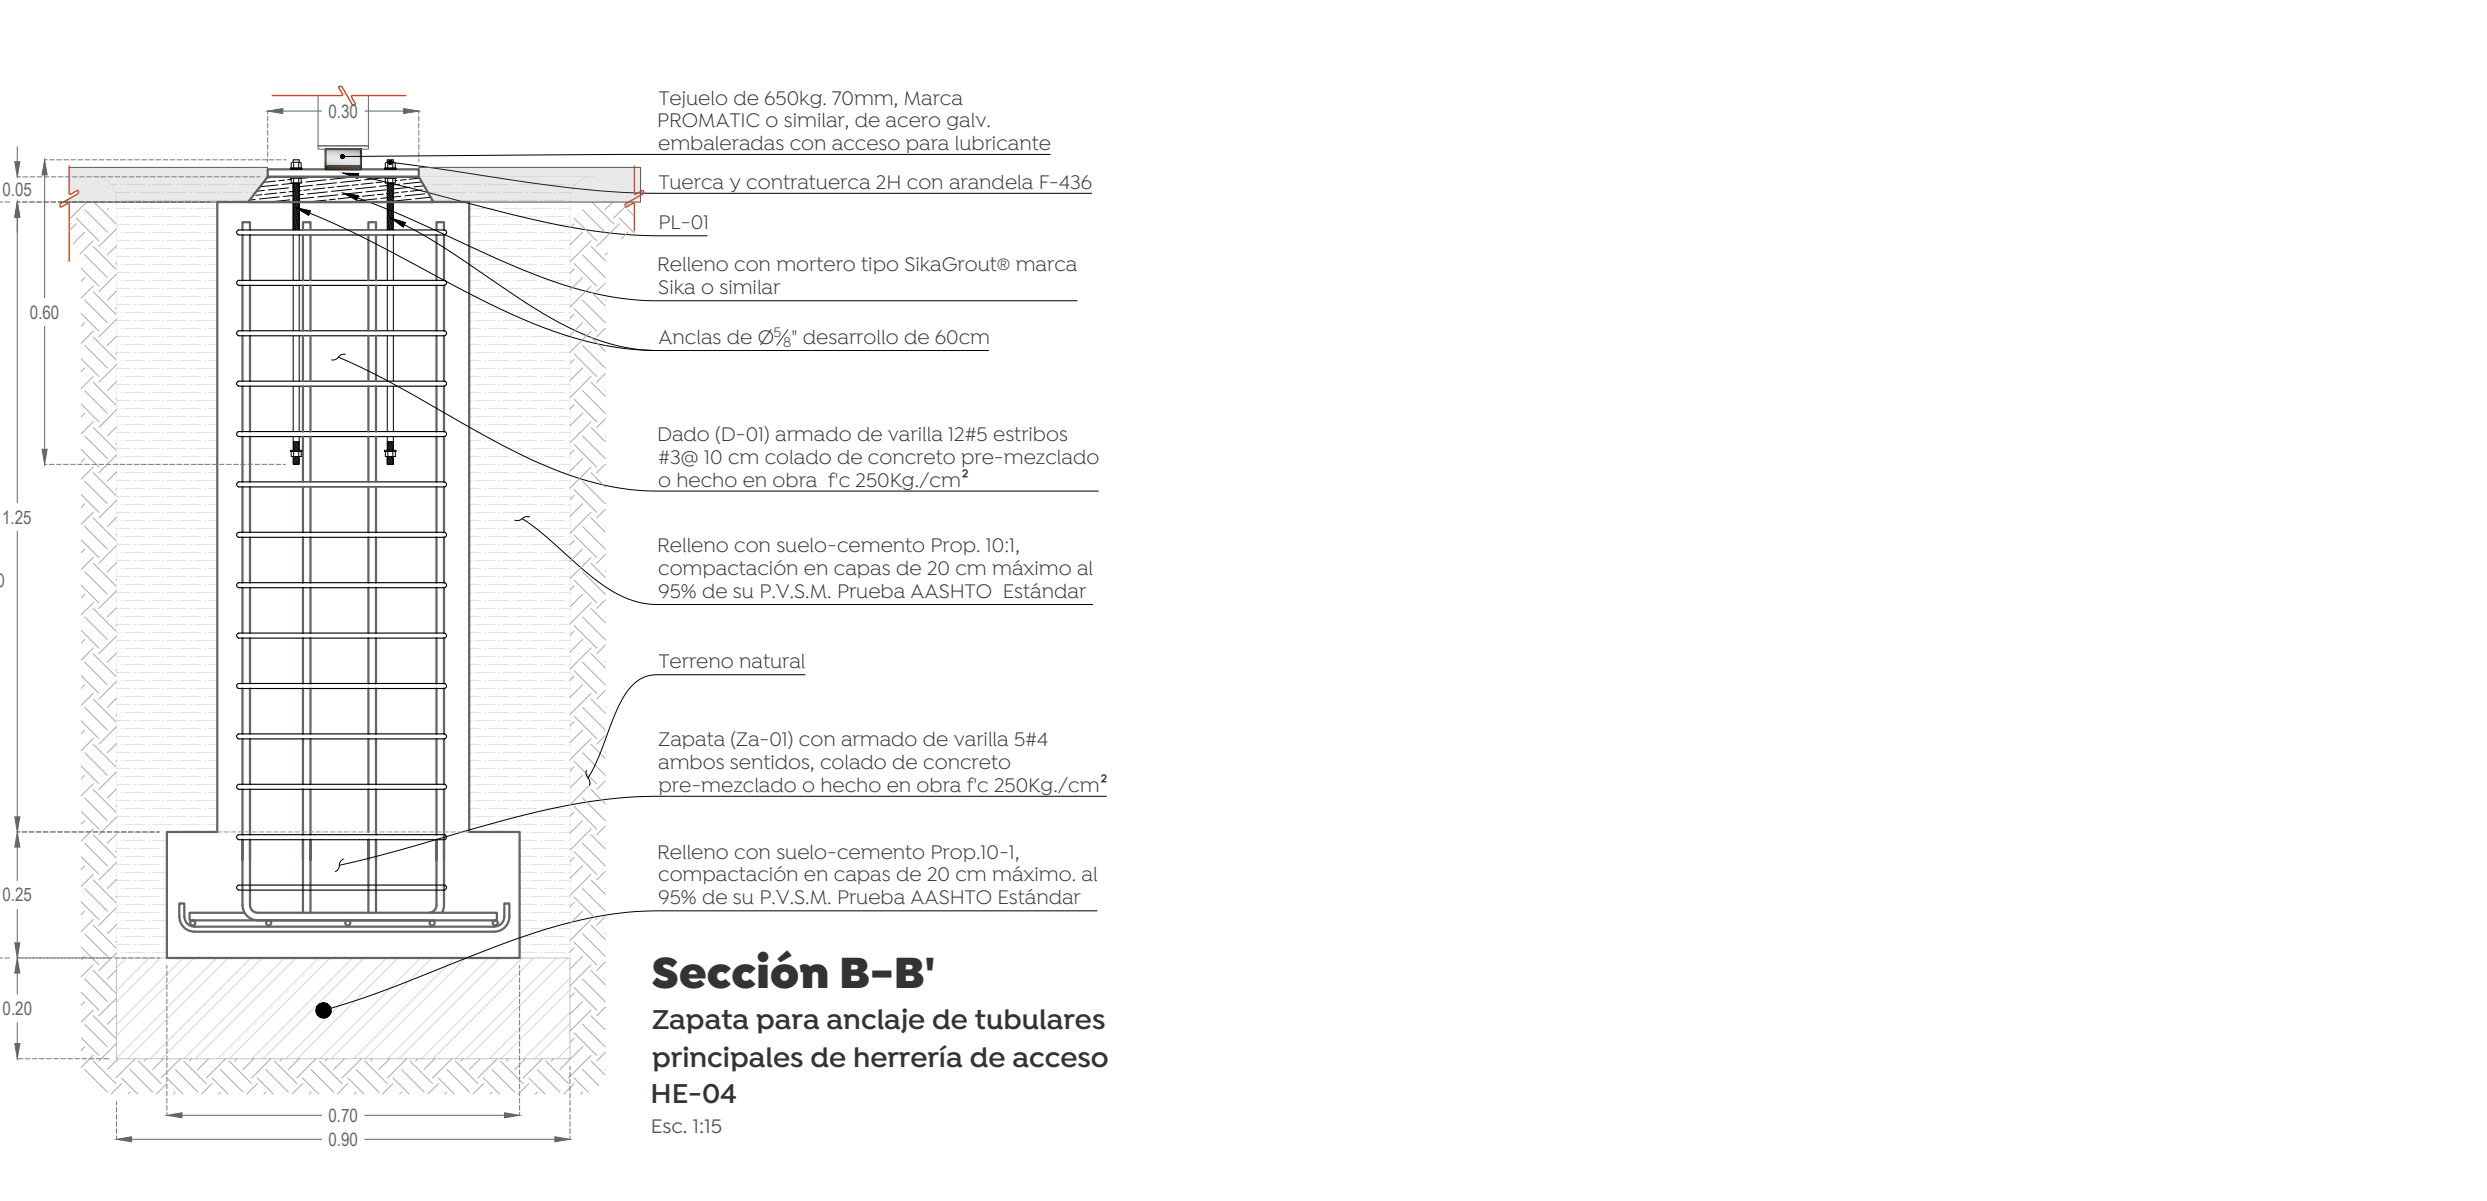 0.30
0.05
0.60
1.25
0.25
0.20
0.70
0.90
Tejuelo de 650kg. 70mm, Marca
PROMATIC o similar, de acero galv.
embaleradas con acceso para lubricante
Tuerca y contratuerca 2H con arandela F-436
PL-01
Relleno con mortero tipo SikaGrout® marca
Sika o similar
Anclas de Ø5/8" desarrollo de 60cm
Dado (D-01) armado de varilla 12#5 estribos
#3@ 10 cm colado de concreto pre-mezclado
o hecho en obra f'c 250Kg./cm²
Relleno con suelo-cemento Prop. 10:1,
compactación en capas de 20 cm máximo al
95% de su P.V.S.M. Prueba AASHTO Estándar
Terreno natural
Zapata (Za-01) con armado de varilla 5#4
ambos sentidos, colado de concreto
pre-mezclado o hecho en obra f'c 250Kg./cm²
Relleno con suelo-cemento Prop.10-1,
compactación en capas de 20 cm máximo. al
95% de su P.V.S.M. Prueba AASHTO Estándar
Sección B-B'
Zapata para anclaje de tubulares
principales de herrería de acceso
HE-04
Esc. 1:15